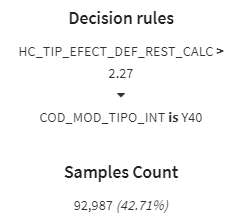 Decision rules
HC_TIP_EFECT_DEF_REST_CALC >
2.27
COD_MOD_TIPO_INT is Y40
Samples Count
92,987 (42.71%)